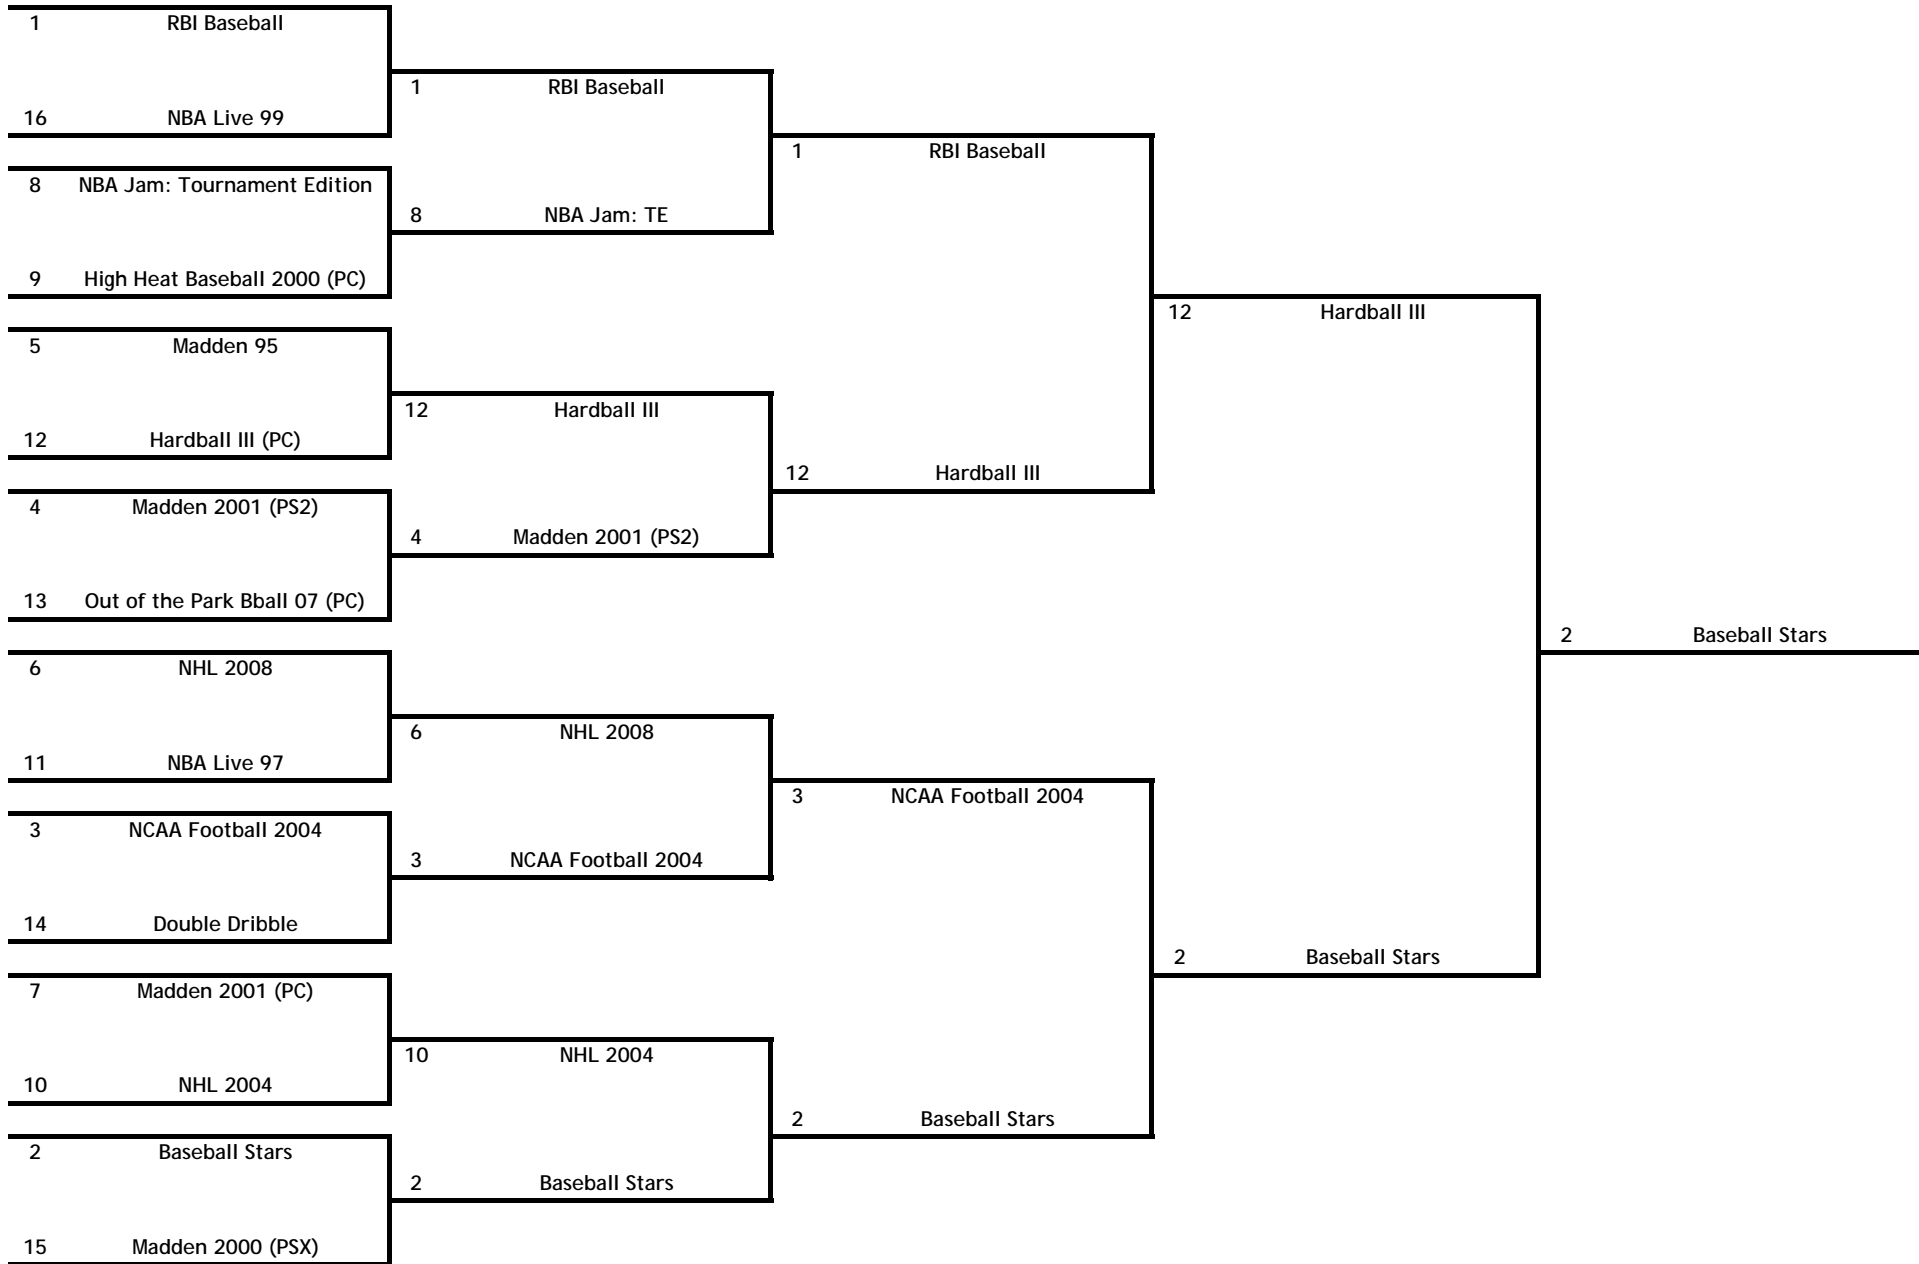 1 RBI Baseball
16 NBA Live 99
8 NBA Jam: Tournament Edition
9 High Heat Baseball 2000 (PC)
5 Madden 95
12 Hardball III (PC)
4 Madden 2001 (PS2)
13 Out of the Park Bball 07 (PC)
6 NHL 2008
11 NBA Live 97
3 NCAA Football 2004
14 Double Dribble
7 Madden 2001 (PC)
10 NHL 2004
2 Baseball Stars
15 Madden 2000 (PSX)
1 RBI Baseball
8 NBA Jam: TE
12 Hardball III
4 Madden 2001 (PS2)
6 NHL 2008
3 NCAA Football 2004
10 NHL 2004
2 Baseball Stars
1 RBI Baseball
12 Hardball III
3 NCAA Football 2004
2 Baseball Stars
12 Hardball III
2 Baseball Stars
2 Baseball Stars